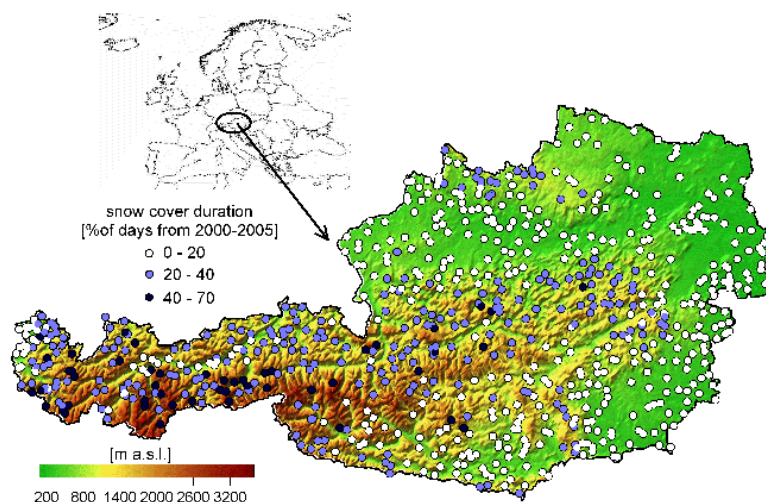 snow cover duration
[%of days from 2000-2005]
0 - 20
20 - 40
40 - 70
[m a.s.l.]
200 800 1400 2000 2600 3200